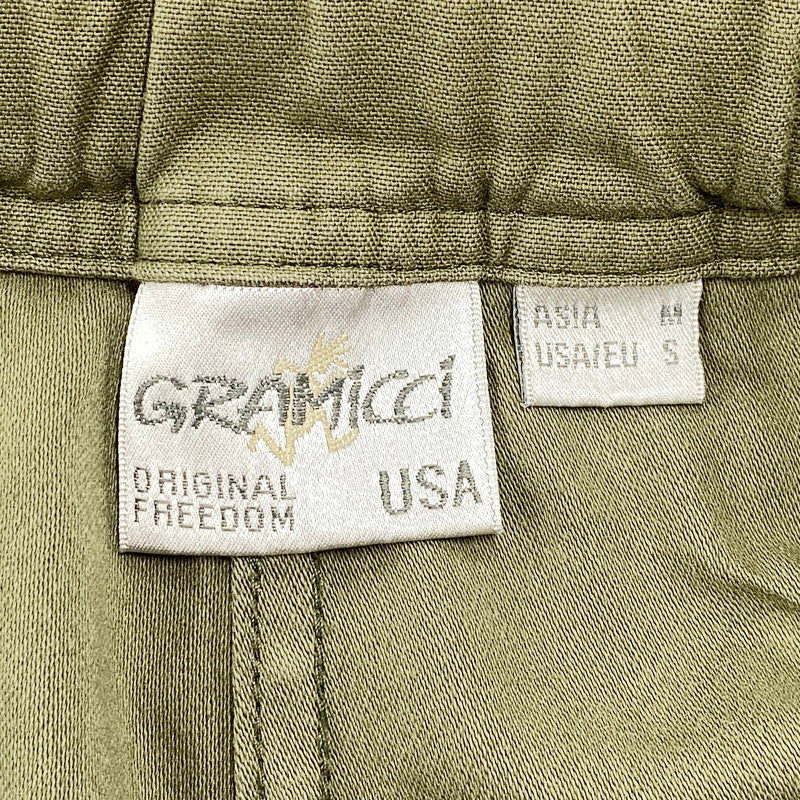 GRAMiCCi
ORIGINAL
FREEDOM
USA
ASIA M
USA/EU S